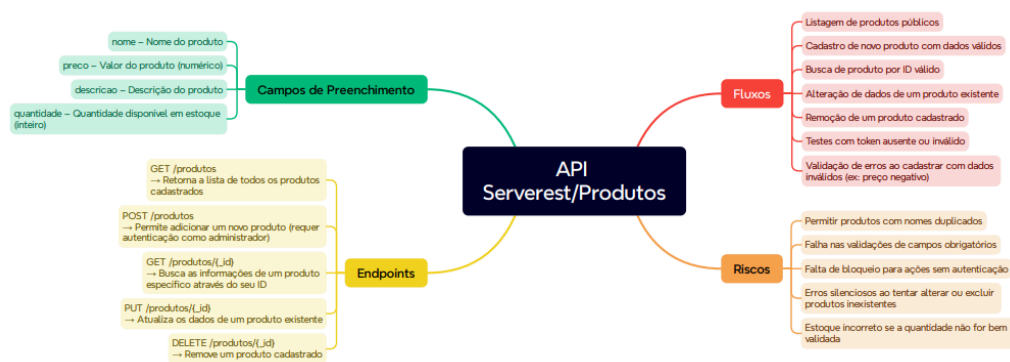 API
Serverest/Produtos
Campos de Preenchimento
nome – Nome do produto
preco – Valor do produto (numérico)
descricao – Descrição do produto
quantidade – Quantidade disponível em estoque
(inteiro)
Endpoints
GET /produtos
→ Retorna a lista de todos os produtos
cadastrados
POST /produtos
→ Permite adicionar um novo produto (requer
autenticação como administrador)
GET /produtos/{_id}
→ Busca as informações de um produto
específico através do seu ID
PUT /produtos/{_id}
→ Atualiza os dados de um produto existente
DELETE /produtos/{_id}
→ Remove um produto cadastrado
Fluxos
Listagem de produtos públicos
Cadastro de novo produto com dados válidos
Busca de produto por ID válido
Alteração de dados de um produto existente
Remoção de um produto cadastrado
Testes com token ausente ou inválido
Validação de erros ao cadastrar com dados
inválidos (ex: preço negativo)
Riscos
Permitir produtos com nomes duplicados
Falha nas validações de campos obrigatórios
Falta de bloqueio para ações sem autenticação
Erros silenciosos ao tentar alterar ou excluir
produtos inexistentes
Estoque incorreto se a quantidade não for bem
validada